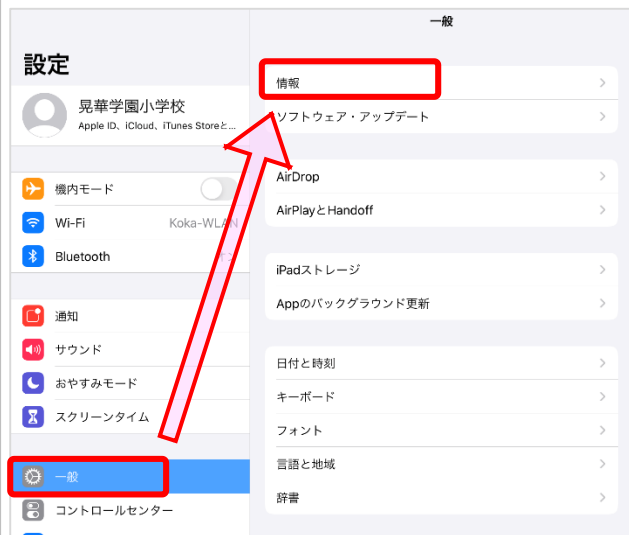 設定
晃華学園小学校
Apple ID、iCloud、iTunes Storeと...
機内モード
Wi-Fi
Koka-WLAN
Bluetooth
通知
サウンド
おやすみモード
スクリーンタイム
一般
コントロールセンター
一般
情報
ソフトウェア・アップデート
AirDrop
AirPlayとHandoff
iPadストレージ
Appのバックグラウンド更新
日付と時刻
キーボード
フォント
言語と地域
辞書